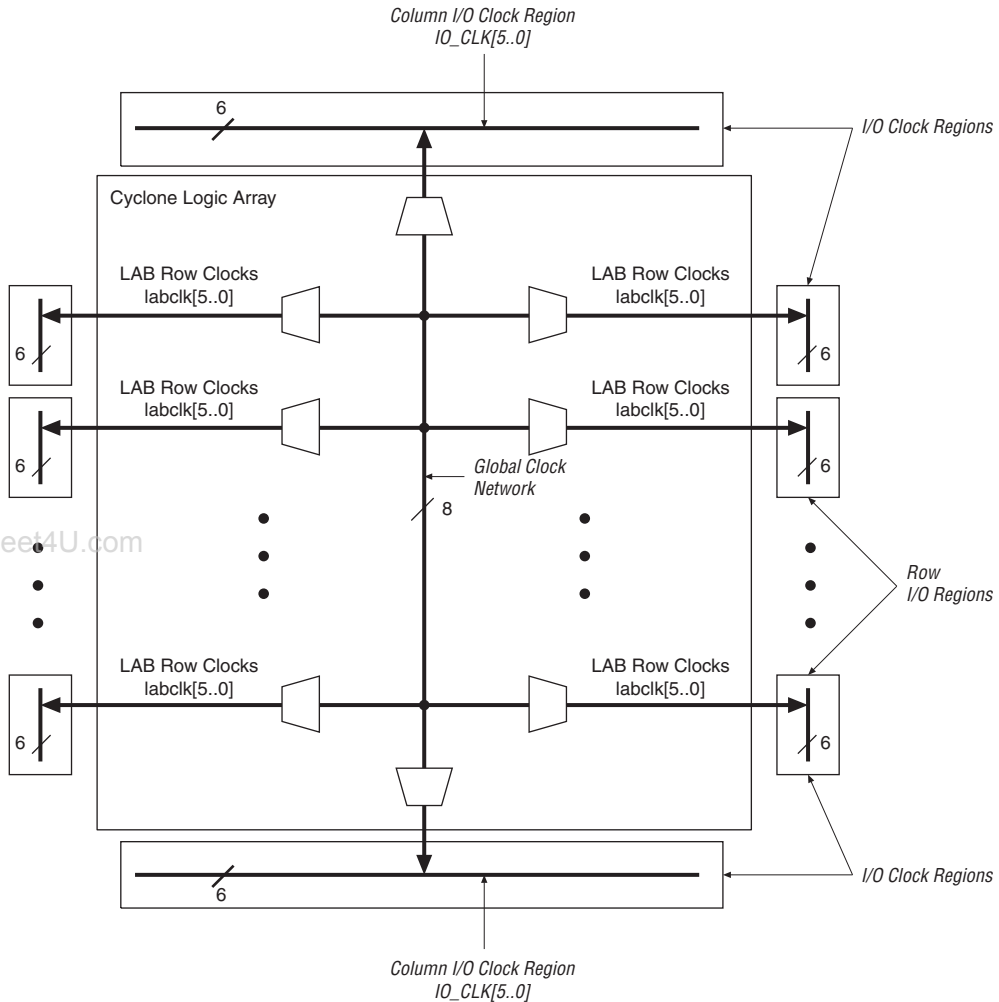 Column I/O Clock Region
IO_CLK[5..0]
6
I/O Clock Regions
Cyclone Logic Array
LAB Row Clocks
labclk[5..0]
LAB Row Clocks
labclk[5..0]
6
6
LAB Row Clocks
labclk[5..0]
LAB Row Clocks
labclk[5..0]
6
6
Global Clock
Network
8
eet4U.com
Row
I/O Regions
LAB Row Clocks
labclk[5..0]
LAB Row Clocks
labclk[5..0]
6
6
I/O Clock Regions
6
Column I/O Clock Region
IO_CLK[5..0]